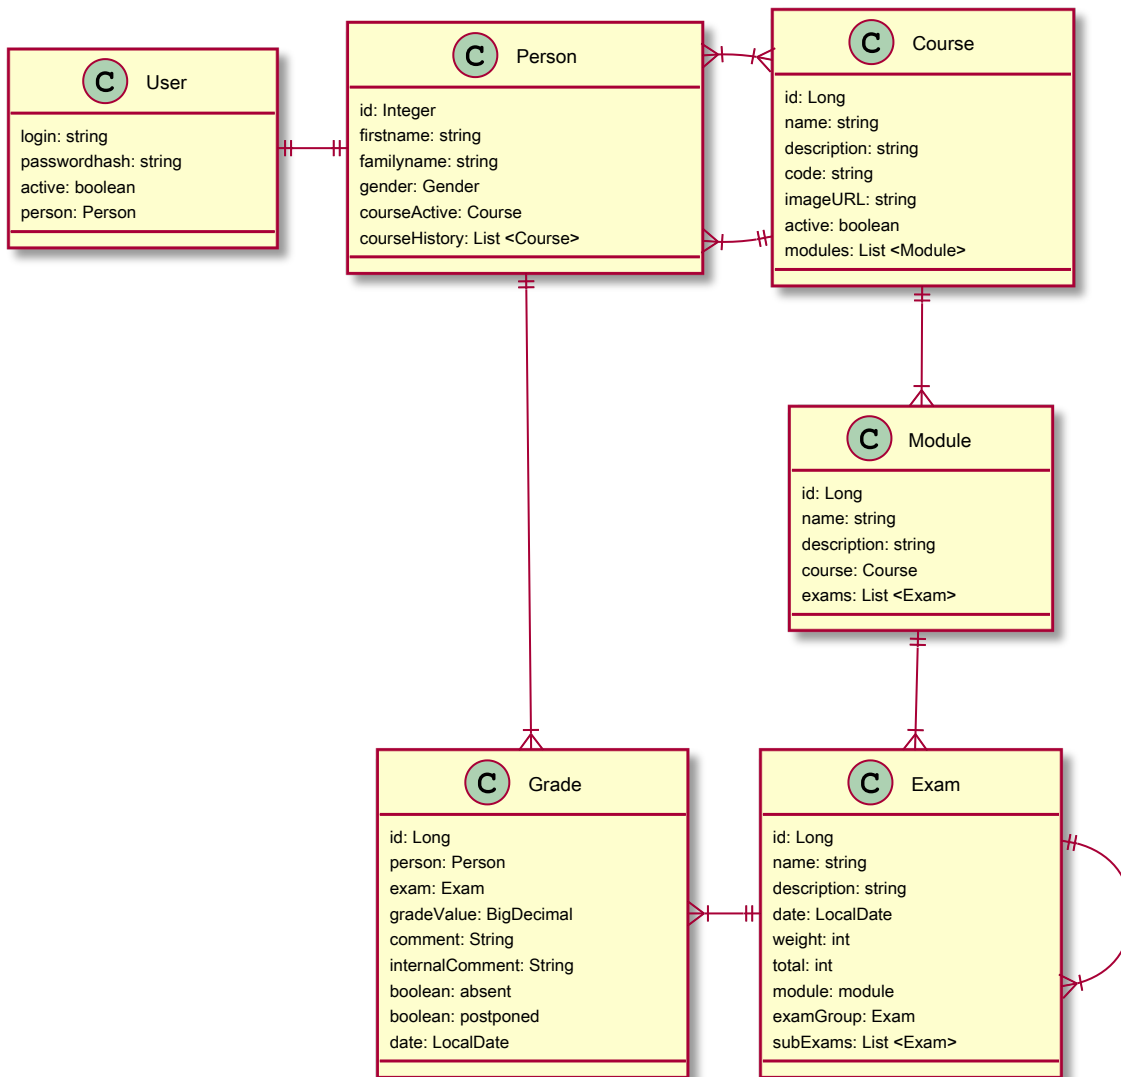 C User
login: string
passwordhash: string
active: boolean
person: Person
C Person
id: Integer
firstname: string
familyname: string
gender: Gender
courseActive: Course
courseHistory: List <Course>
C Course
id: Long
name: string
description: string
code: string
imageURL: string
active: boolean
modules: List <Module>
C Module
id: Long
name: string
description: string
course: Course
exams: List <Exam>
C Grade
id: Long
person: Person
exam: Exam
gradeValue: BigDecimal
comment: String
internalComment: String
boolean: absent
boolean: postponed
date: LocalDate
C Exam
id: Long
name: string
description: string
date: LocalDate
weight: int
total: int
module: module
examGroup: Exam
subExams: List <Exam>